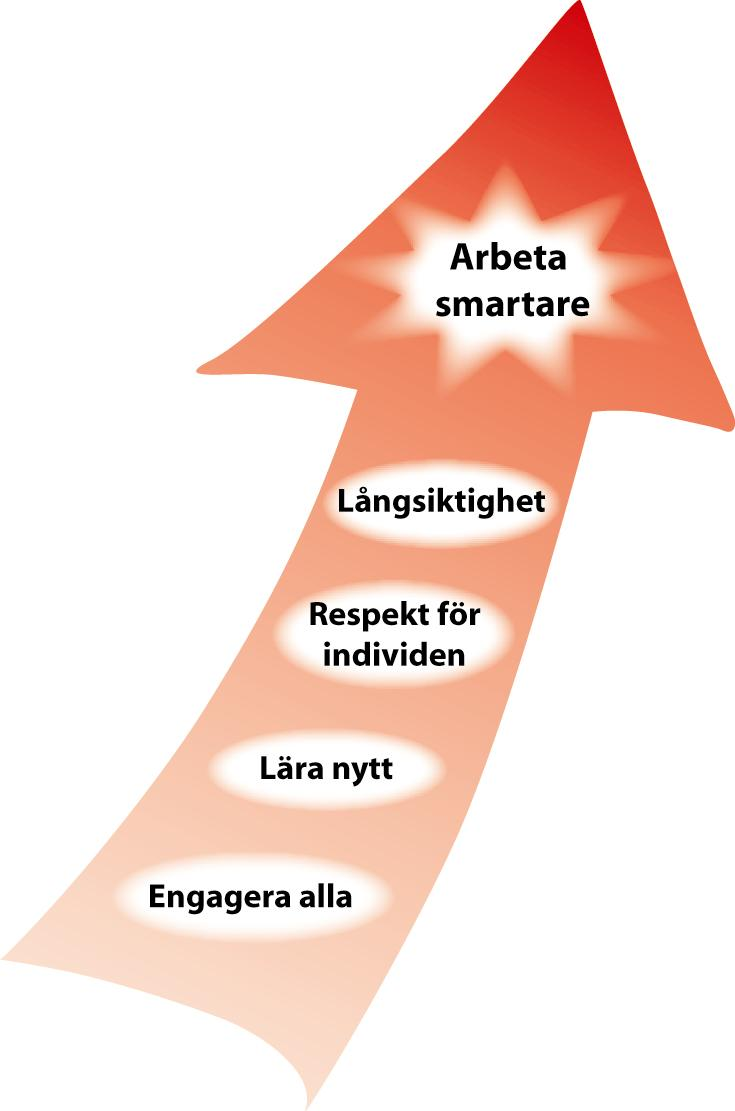 Arbeta
smartare
Långsiktighet
Respekt för
individen
Lära nytt
Engagera alla